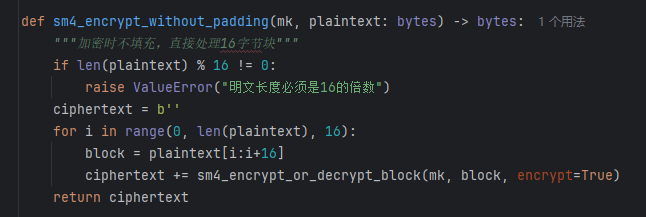 def sm4_encrypt_without_padding(mk, plaintext: bytes) -> bytes: 1个用法
"""加密时不填充，直接处理16字节块"""
if len(plaintext) % 16 != 0:
raise ValueError("明文长度必须是16的倍数")
ciphertext = b''
for i in range(0, len(plaintext), 16):
block = plaintext[i:i+16]
ciphertext += sm4_encrypt_or_decrypt_block(mk, block, encrypt=True)
return ciphertext